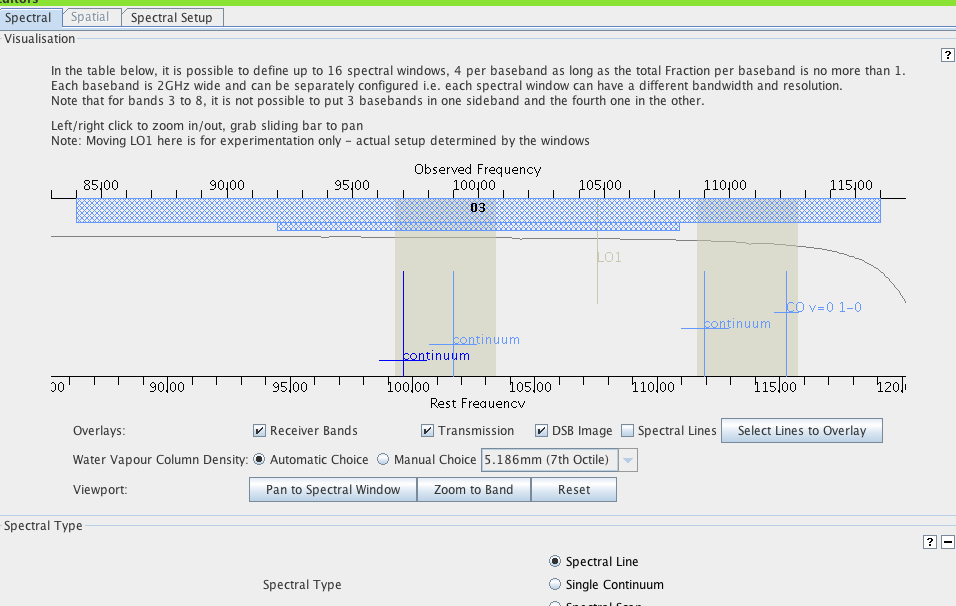 Spectral Spatial Spectral Setup
Visualisation
?
In the table below, it is possible to define up to 16 spectral windows, 4 per baseband as long as the total Fraction per baseband is no more than 1.
Each baseband is 2GHz wide and can be separately configured i.e. each spectral window can have a different bandwidth and resolution.
Note that for bands 3 to 8, it is not possible to put 3 basebands in one sideband and the fourth one in the other.
Left/right click to zoom in/out, grab sliding bar to pan
Note: Moving LO1 here is for experimentation only - actual setup determined by the windows
Observed Frequency
85.00 90.00 95.00 100.00 105.00 110.00 115.00
03
LO1
CO v=0 1-0
continuum
continuum
continuum
00 90.00 95.00 100.00 105.00 110.00 115.00 120.0
Rest Frequency
Overlays: Receiver Bands Transmission DSB Image Spectral Lines Select Lines to Overlay
Water Vapour Column Density: Automatic Choice Manual Choice 5.186mm (7th Octile)
Viewport: Pan to Spectral Window Zoom to Band Reset
Spectral Type
?
Spectral Line
Spectral Type
Single Continuum